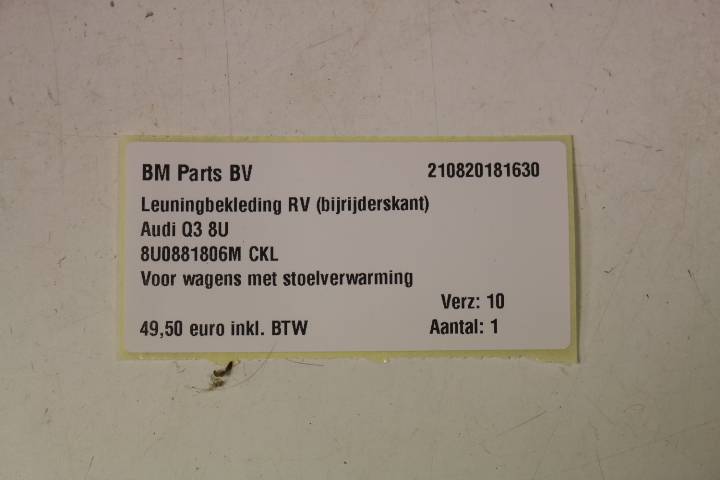 BM Parts BV 210820181630
Leuningbekleding RV (bijrijderskant)
Audi Q3 8U
8U0881806M CKL
Voor wagens met stoelverwarming
Verz: 10
49,50 euro inkl. BTW Aantal: 1